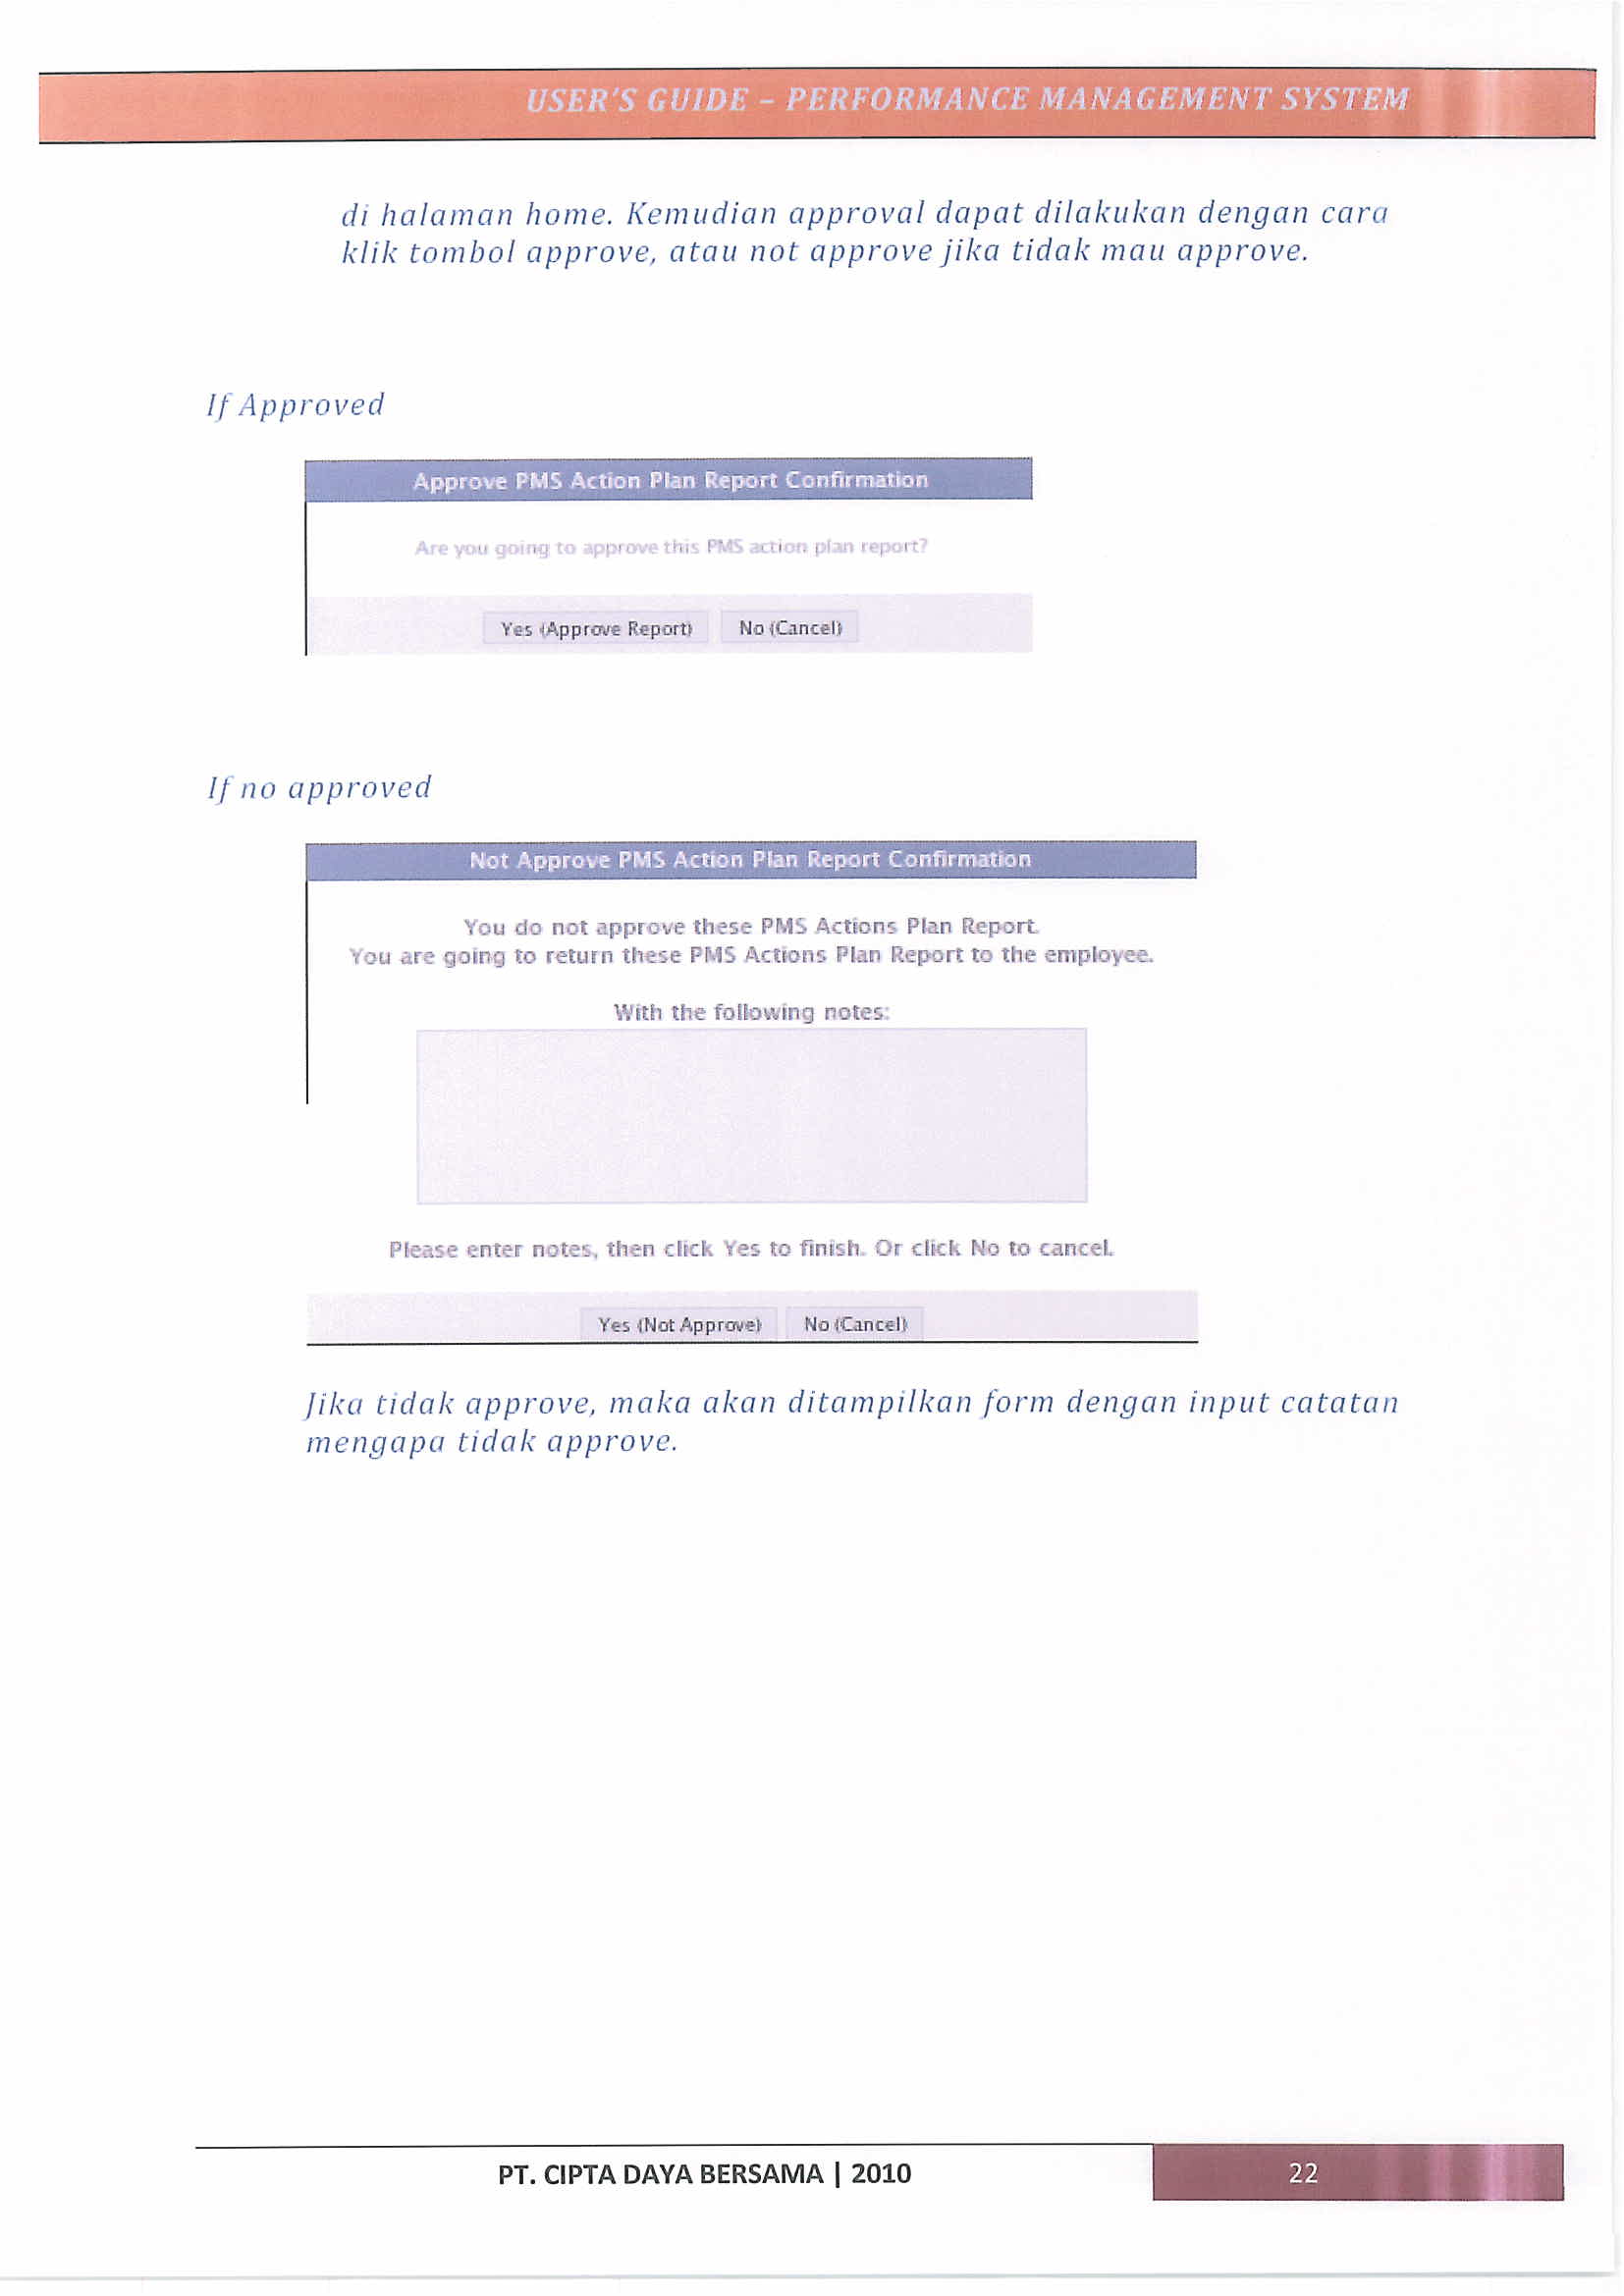 USER'S GUIDE – PERFORMANCE MANAGEMENT SYSTEM
di halaman home. Kemudian approval dapat dilakukan dengan cara
klik tombol approve, atau not approve jika tidak mau approve.
If Approved
Approve PMS Action Plan Report Confirmation
Are you going to approve this PMS action plan report?
Yes (Approve Report) No (Cancel)
If no approved
Not Approve PMS Action Plan Report Confirmation
You do not approve these PMS Actions Plan Report.
You are going to return these PMS Actions Plan Report to the employee.
With the following notes:
Please enter notes, then click Yes to finish. Or click No to cancel.
Yes (Not Approve) No (Cancel)
Jika tidak approve, maka akan ditampilkan form dengan input catatan
mengapa tidak approve.
PT. CIPTA DAYA BERSAMA | 2010 22